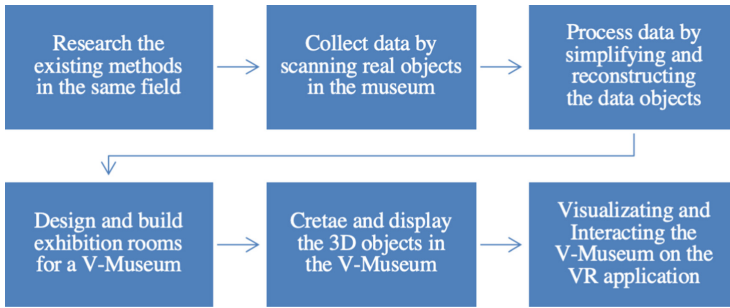 Research the
existing methods
in the same field
Collect data by
scanning real objects
in the museum
Process data by
simplifying and
reconstructing
the data objects
Design and build
exhibition rooms
for a V-Museum
Cretae and display
the 3D objects in
the V-Museum
Visualizating and
Interacting the
V-Museum on the
VR application